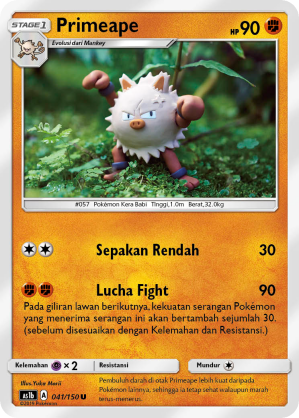 STAGE 1
Primeape
HP 90
Evolusi dari Mankey
#057 Pokémon Kera Babi Tinggi,1.0m Berat,32.0kg
Sepakan Rendah 30
Lucha Fight 90
Pada giliran lawan berikutnya, kekuatan serangan Pokémon
yang menerima serangan ini akan bertambah sejumlah 30.
(sebelum disesuaikan dengan Kelemahan dan Resistansi.)
Kelemahan × 2 Resistansi Mundur
Illus. Yuka Morii
as1b A 041/150 U
©2019 Pokémon
Pembuluh darah di otak Primeape lebih kuat daripada
Pokémon lainnya, sehingga ia tetap sehat walaupun marah
terus-menerus.